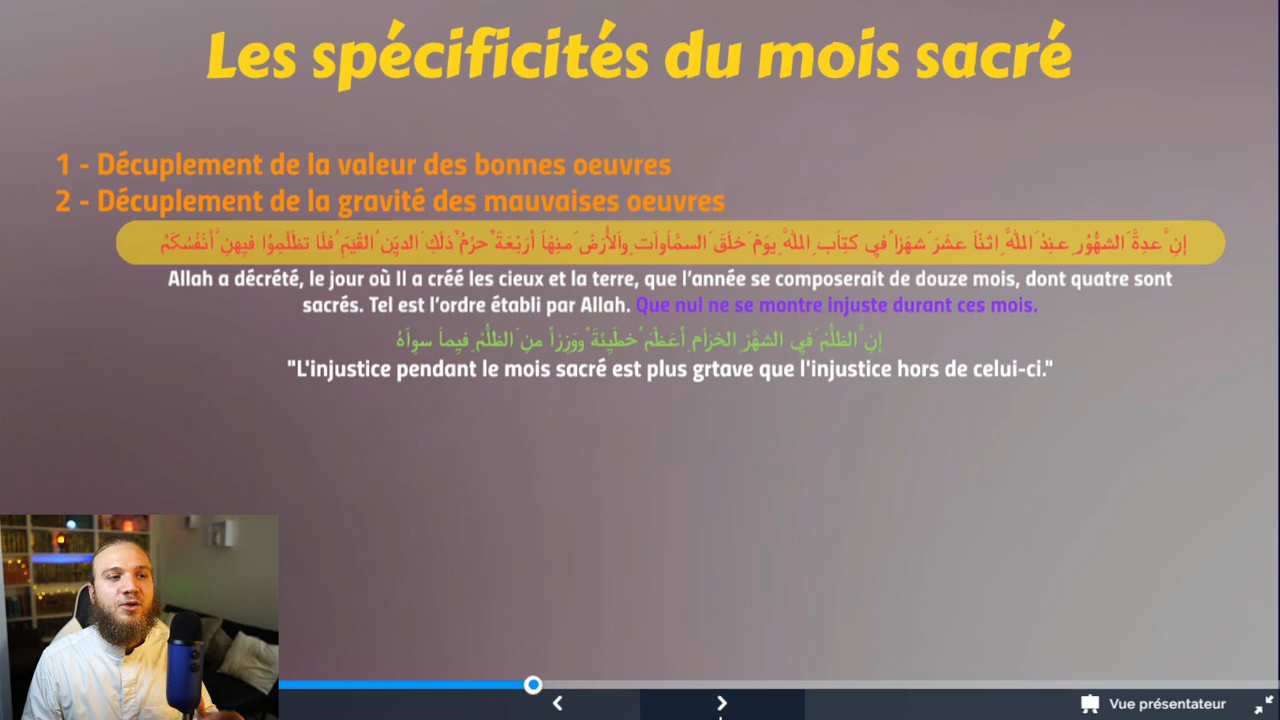 Les spécificités du mois sacré
1 - Décuplement de la valeur des bonnes oeuvres
2 - Décuplement de la gravité des mauvaises oeuvres
إِنَّ عِدَّةَ الشُّهُورِ عِنْدَ اللَّهِ اثْنَا عَشَرَ شَهْرًا فِي كِتَابِ اللَّهِ يَوْمَ خَلَقَ السَّمَاوَاتِ وَالْأَرْضَ مِنْهَا أَرْبَعَةٌ حُرُمٌ ذَلِكَ الدِّينُ الْقَيِّمُ فَلَا تَظْلِمُوا فِيهِنَّ أَنْفُسَكُمْ
Allah a décrété, le jour où Il a créé les cieux et la terre, que l’année se composerait de douze mois, dont quatre sont
sacrés. Tel est l’ordre établi par Allah. Que nul ne se montre injuste durant ces mois.
إِنَّ الظُّلْمَ فِي الشَّهْرِ الْحَرَامِ أَعْظَمُ خَطِيئَةً وَوِزْرًا مِنَ الظُّلْمِ فِيمَا سِوَاهُ
"L'injustice pendant le mois sacré est plus grtave que l'injustice hors de celui-ci."
Vue présentateur